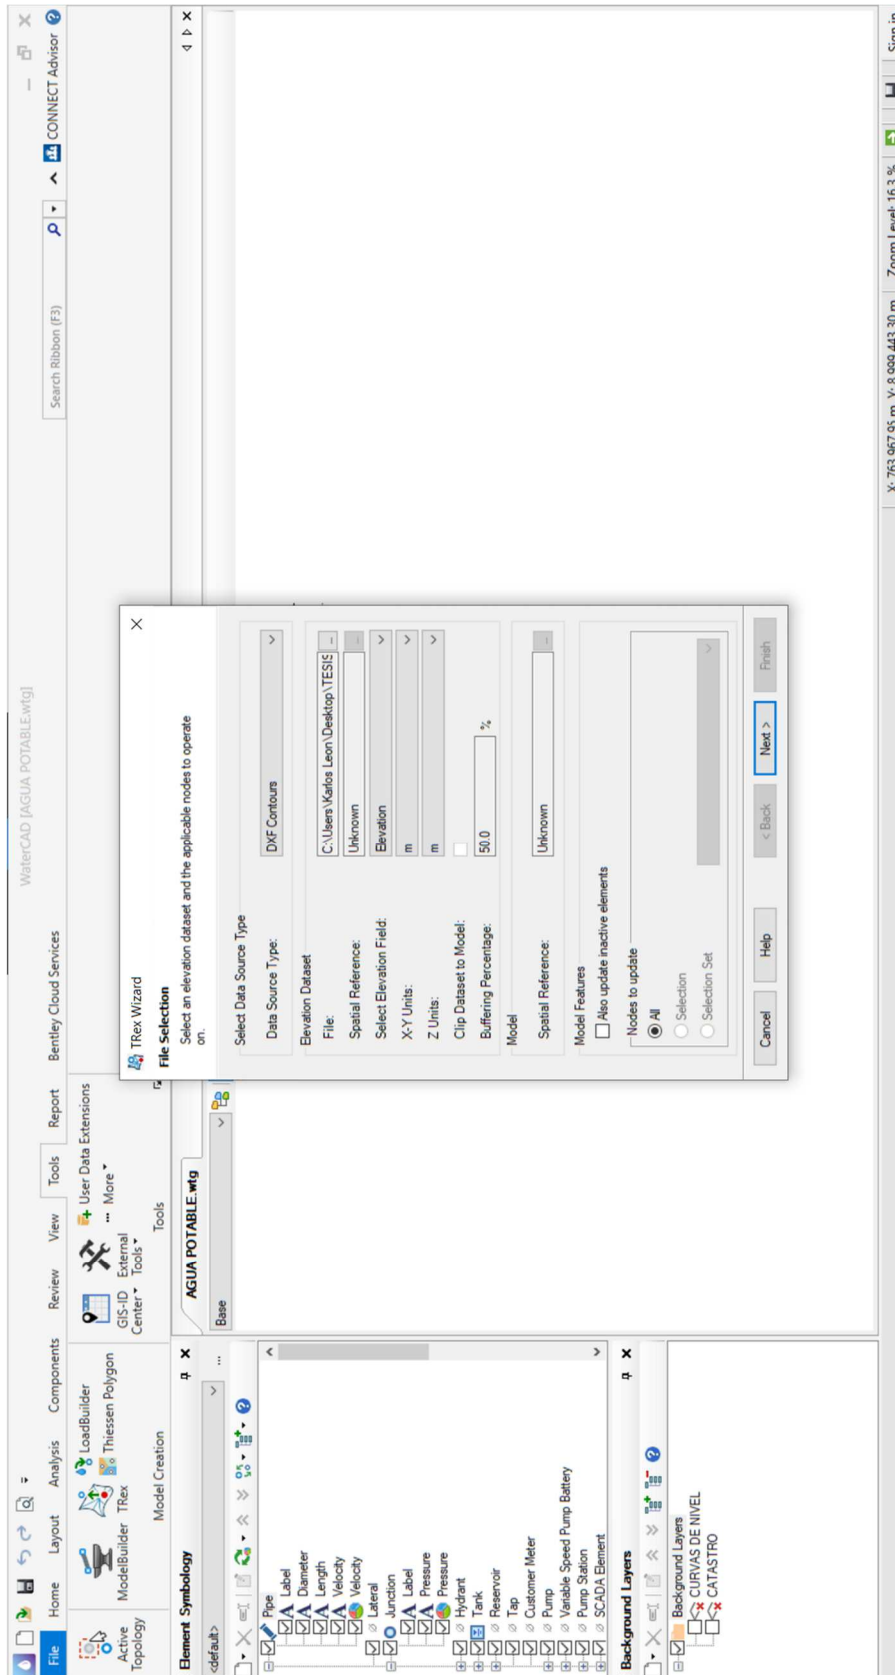 WaterCAD [AGUA POTABLE.wtg]
File Home Layout Analysis Components Review View Tools Report Bentley Cloud Services
Search Ribbon (F3)
CONNECT Advisor
Active Topology
ModelBuilder
TRex
LoadBuilder
Thiessen Polygon
Model Creation
GIS-ID Center
External Tools
User Data Extensions
... More
Tools
Element Symbology
<default>
...
Pipe
Label
Diameter
Length
Velocity
Velocity
Lateral
Junction
Label
Pressure
Pressure
Hydrant
Tank
Reservoir
Tap
Customer Meter
Pump
Variable Speed Pump Battery
Pump Station
SCADA Element
Background Layers
Background Layers
CURVAS DE NIVEL
CATASTRO
AGUA POTABLE.wtg
Base
TRex Wizard
File Selection
Select an elevation dataset and the applicable nodes to operate
on.
Select Data Source Type
Data Source Type: DXF Contours
Elevation Dataset
File: C:\Users\Karlos Leon\Desktop\TESIS ...
Spatial Reference: Unknown ...
Select Elevation Field: Elevation
X-Y Units: m
Z Units: m
Clip Dataset to Model:
Buffering Percentage: 50.0 %
Model
Spatial Reference: Unknown ...
Model Features
Also update inactive elements
Nodes to update
All
Selection
Selection Set
Cancel Help < Back Next > Finish
X: 763,967.95 m, Y: 8,999,443.30 m Zoom Level: 16.3 % Sign in